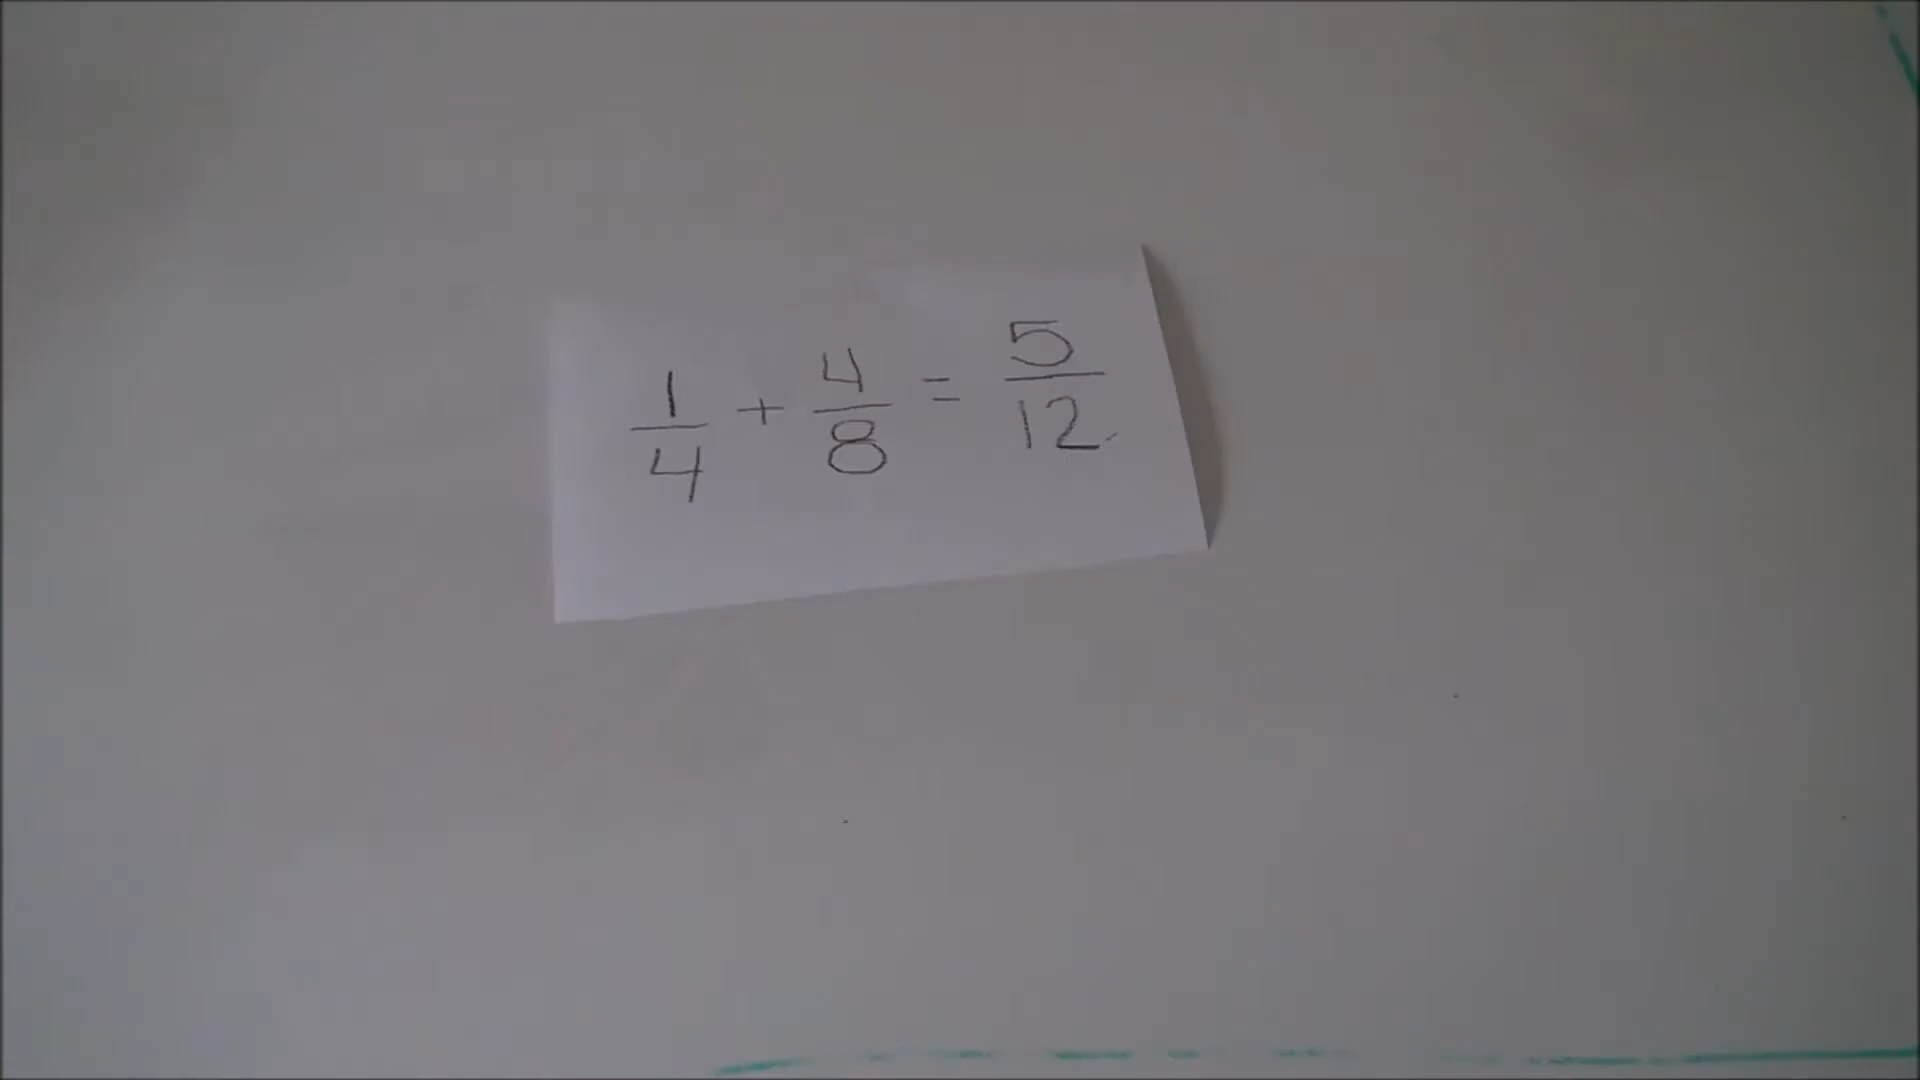 1/4 + 4/8 = 5/12